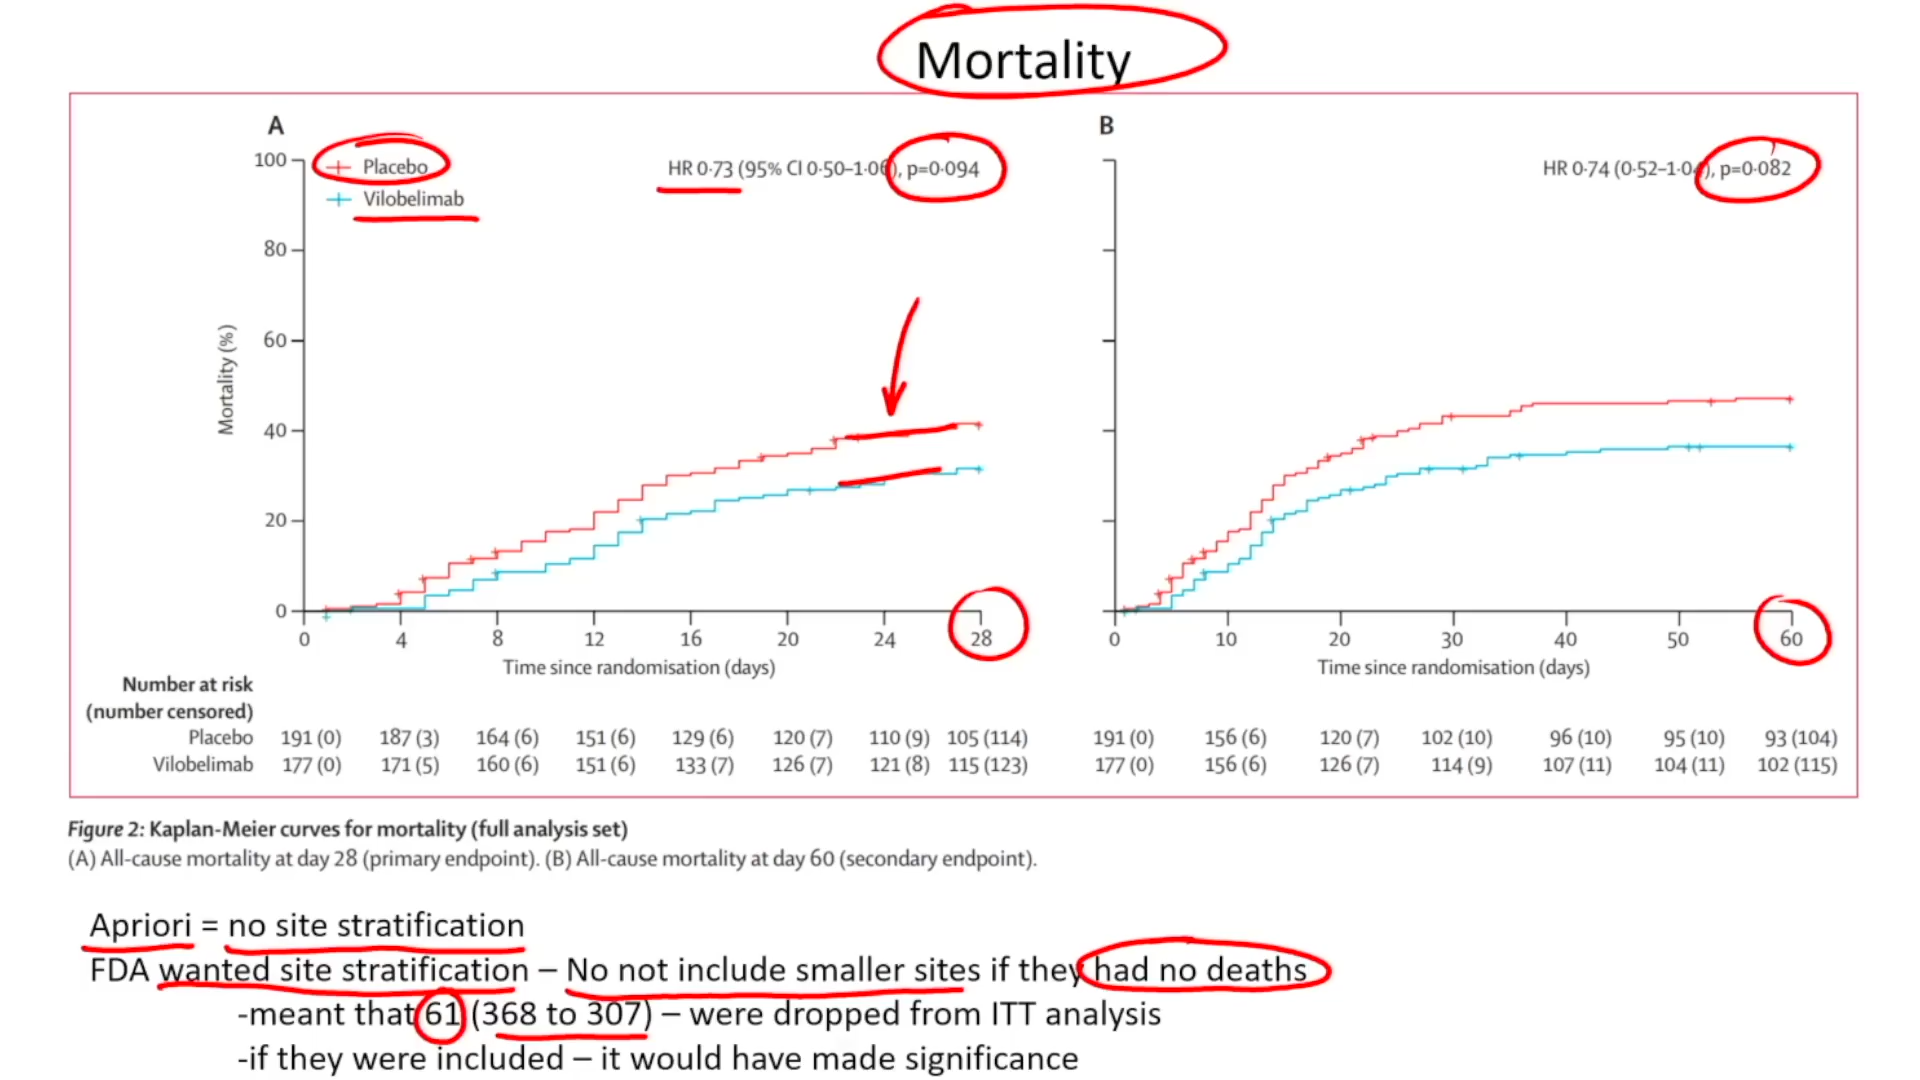 Mortality
A
B
100
80
60
40
20
0
Mortality (%)
Placebo
Vilobelimab
HR 0·73 (95% CI 0·50–1·06), p=0·094
HR 0·74 (0·52–1·04), p=0·082
0 4 8 12 16 20 24 28
0 10 20 30 40 50 60
Time since randomisation (days)
Time since randomisation (days)
Number at risk
(number censored)
Placebo 191 (0) 187 (3) 164 (6) 151 (6) 129 (6) 120 (7) 110 (9) 105 (114) 191 (0) 156 (6) 120 (7) 102 (10) 96 (10) 95 (10) 93 (104)
Vilobelimab 177 (0) 171 (5) 160 (6) 151 (6) 133 (7) 126 (7) 121 (8) 115 (123) 177 (0) 156 (6) 126 (7) 114 (9) 107 (11) 104 (11) 102 (115)
Figure 2: Kaplan-Meier curves for mortality (full analysis set)
(A) All-cause mortality at day 28 (primary endpoint). (B) All-cause mortality at day 60 (secondary endpoint).
Apriori = no site stratification
FDA wanted site stratification – No not include smaller sites if they had no deaths
-meant that 61 (368 to 307) – were dropped from ITT analysis
-if they were included – it would have made significance